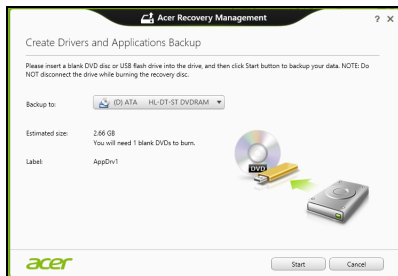 Acer Recovery Management
? X
Create Drivers and Applications Backup
Please insert a blank DVD disc or USB flash drive into the drive, and then click Start button to backup your data. NOTE: Do
NOT disconnect the drive while burning the recovery disc.
Backup to: (D) ATA HL-DT-ST DVDRAM
Estimated size: 2.66 GB
You will need 1 blank DVDs to burn.
Label: AppDrv1
DVD
acer
Start Cancel